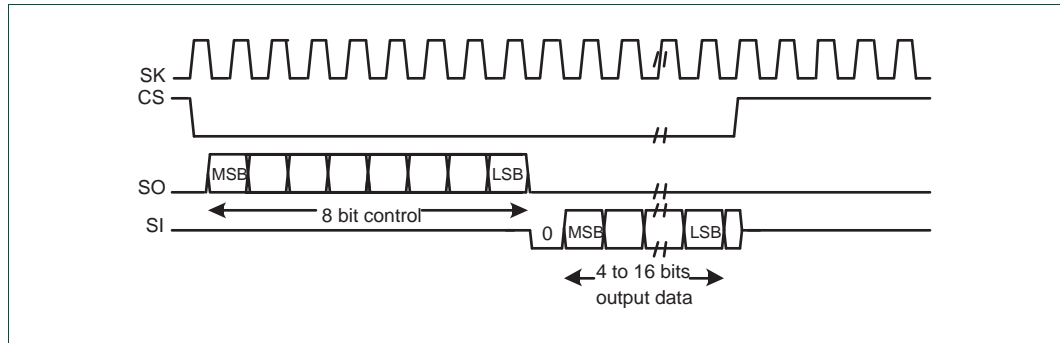 SK
CS
SO MSB LSB
8 bit control
SI 0 MSB LSB
4 to 16 bits
output data